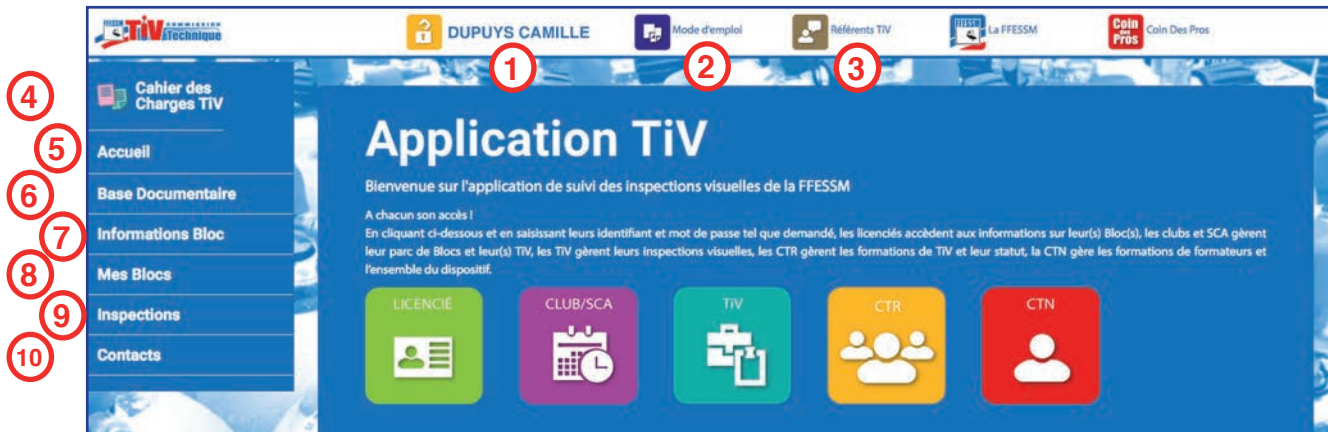 FFESSM TiV COMMISSION
Technique
DUPUYS CAMILLE
Mode d'emploi
Référents TIV
FFESSM
La FFESSM
Coin des Pros
Coin Des Pros
1
2
3
4
Cahier des
Charges TiV
5
Accueil
6
Base Documentaire
7
Informations Bloc
8
Mes Blocs
9
Inspections
10
Contacts
Application TiV
Bienvenue sur l'application de suivi des inspections visuelles de la FFESSM
A chacun son accès !
En cliquant ci-dessous et en saisissant leurs identifiant et mot de passe tel que demandé, les licenciés accèdent aux informations sur leur(s) Bloc(s), les clubs et SCA gèrent
leur parc de Blocs et leur(s) TiV, les TiV gèrent leurs inspections visuelles, les CTR gèrent les formations de TiV et leur statut, la CTN gère les formations de formateurs et
l'ensemble du dispositif.
LICENCIÉ
CLUB/SCA
TiV
CTR
CTN